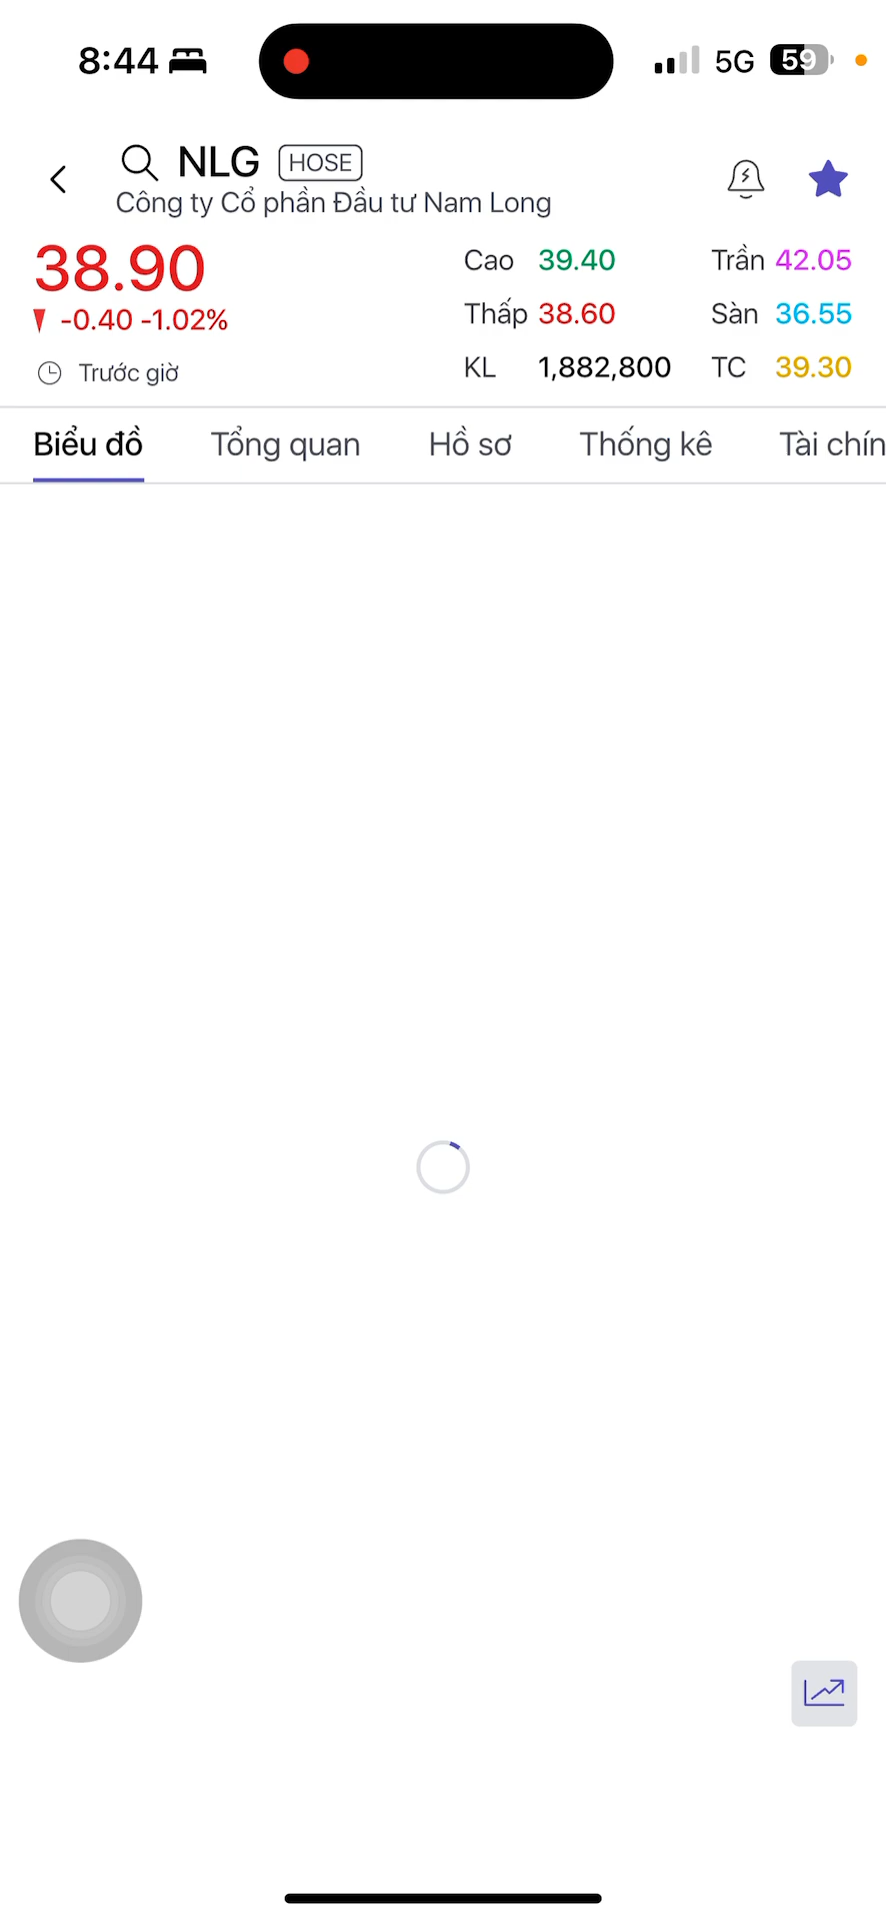 8:44 5G 59
NLG HOSE
Công ty Cổ phần Đầu tư Nam Long
38.90
-0.40 -1.02%
Trước giờ
Cao 39.40 Trần 42.05
Thấp 38.60 Sàn 36.55
KL 1,882,800 TC 39.30
Biểu đồ Tổng quan Hồ sơ Thống kê Tài chín